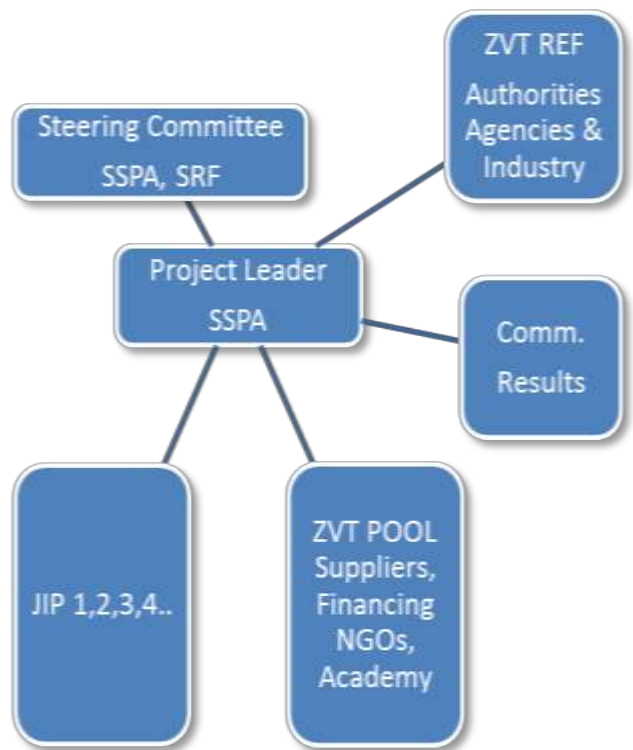 ZVT REF
Authorities
Agencies &
Industry
Steering Committee
SSPA, SRF
Project Leader
SSPA
Comm.
Results
JIP 1,2,3,4..
ZVT POOL
Suppliers,
Financing
NGOs,
Academy